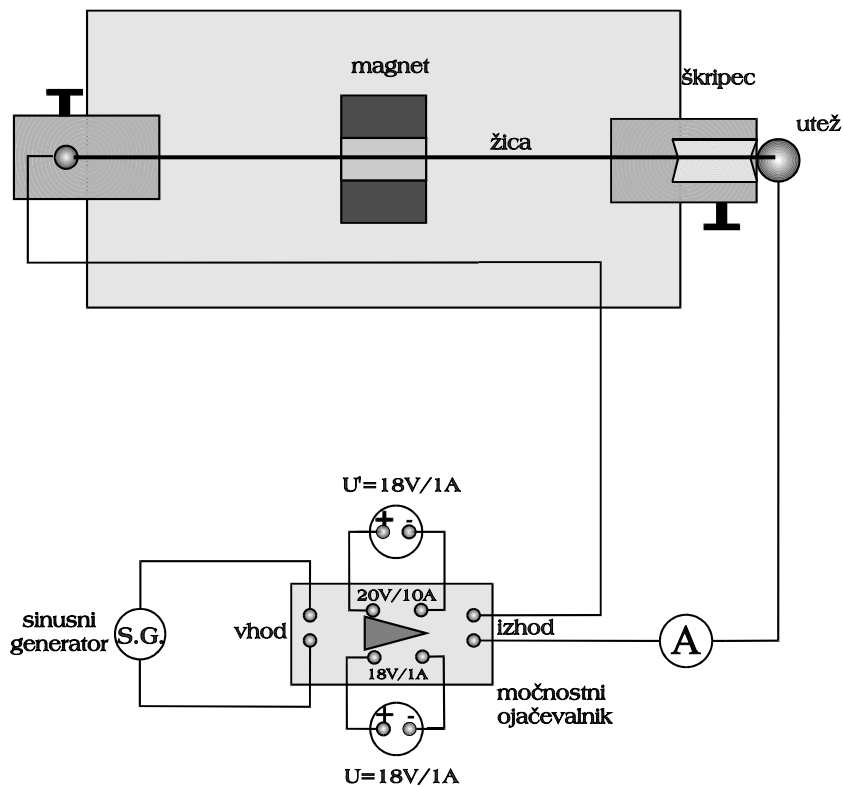 magnet
škripec
utež
žica
U'=18V/1A
+ -
20V/10A
sinusni
generator
S.G.
vhod
izhod
A
18V/1A
močnostni
ojačevalnik
+ -
U=18V/1A